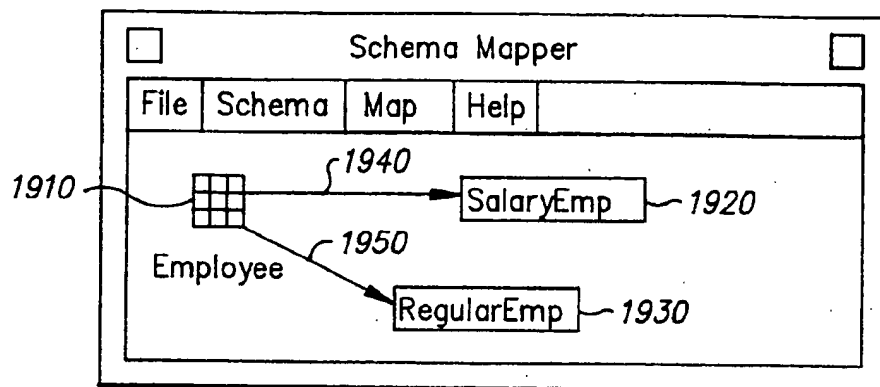 Schema Mapper
File Schema Map Help
1940
1910
SalaryEmp 1920
1950
Employee
RegularEmp 1930